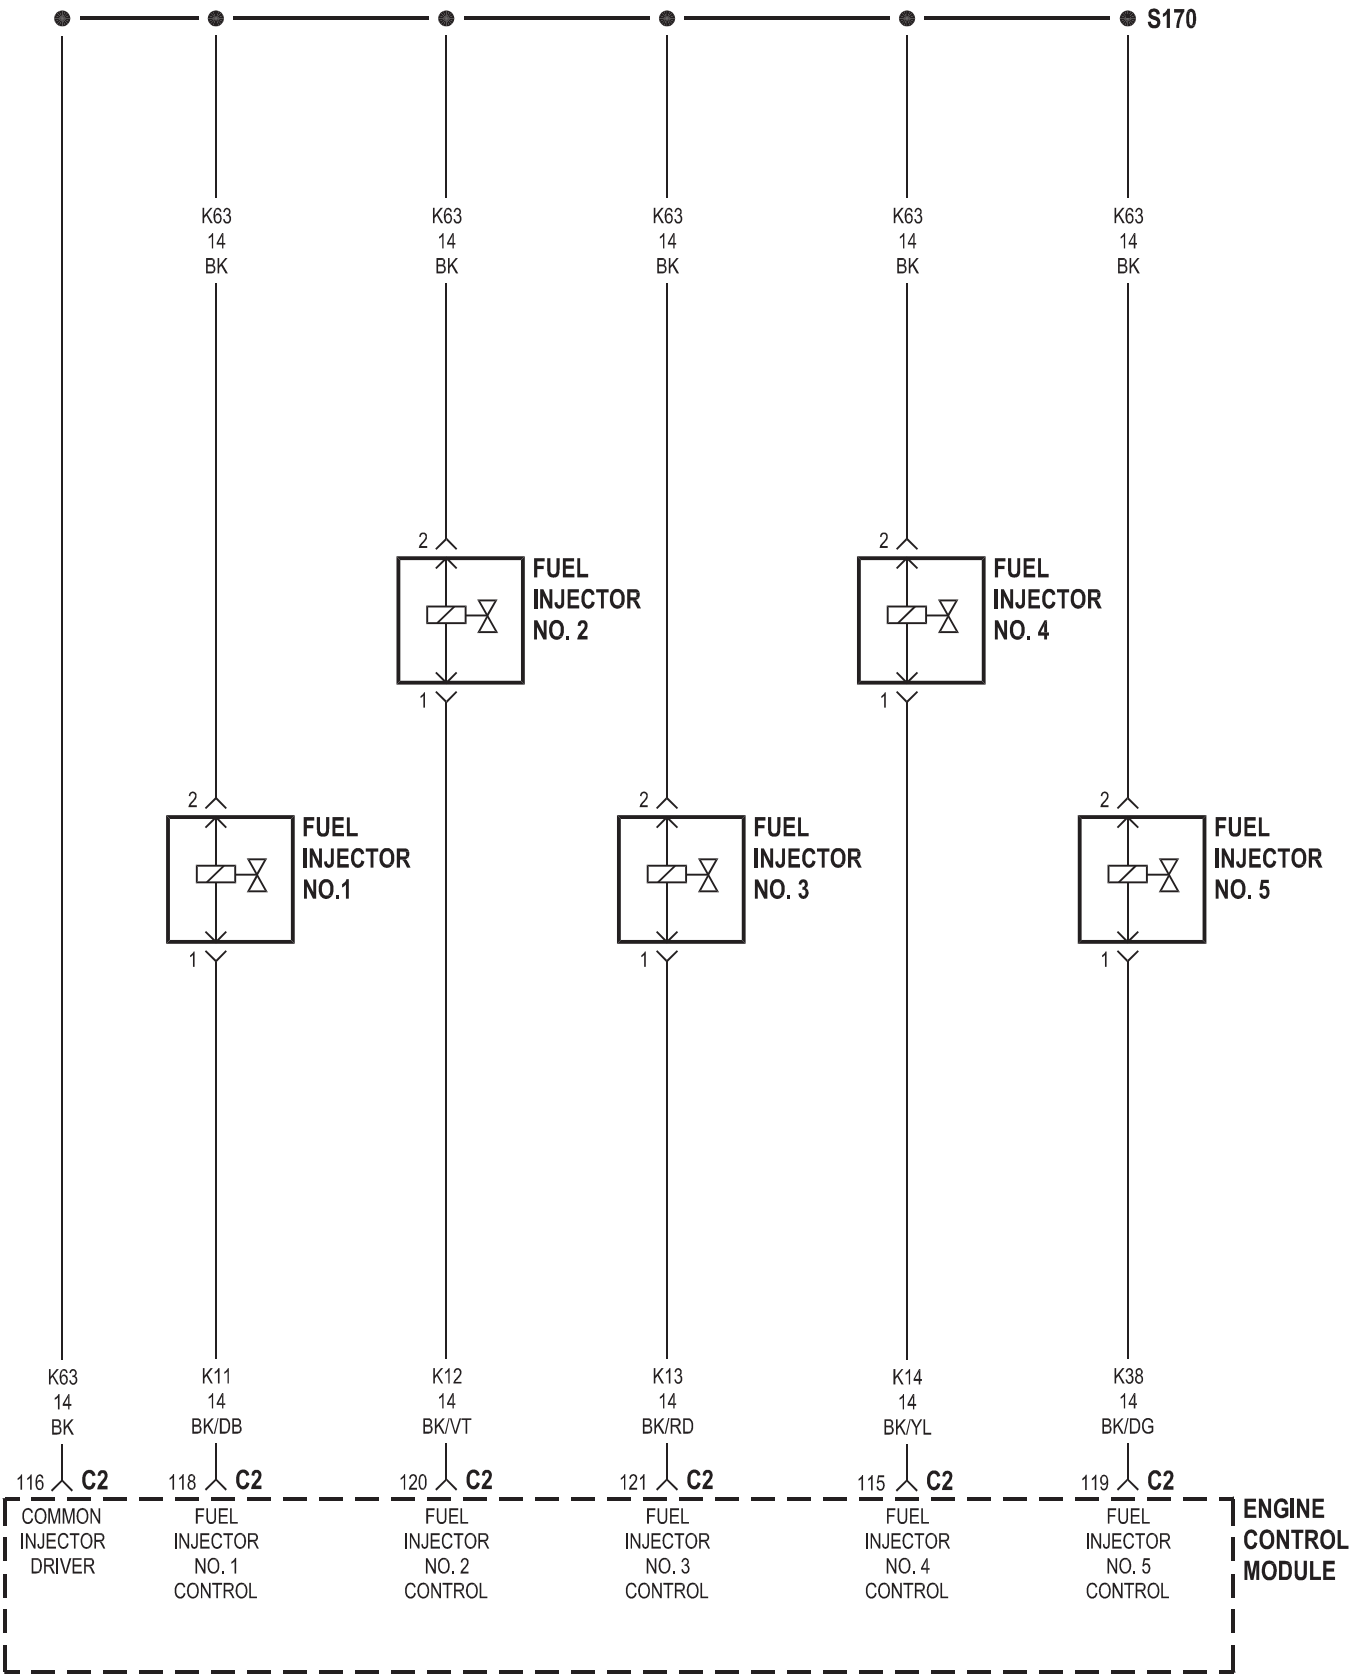 S170
K63
14
BK
K63
14
BK
K63
14
BK
K63
14
BK
K63
14
BK
2
FUEL
INJECTOR
NO. 2
1
2
FUEL
INJECTOR
NO. 4
1
2
FUEL
INJECTOR
NO.1
1
2
FUEL
INJECTOR
NO. 3
1
2
FUEL
INJECTOR
NO. 5
1
K63
14
BK
K11
14
BK/DB
K12
14
BK/VT
K13
14
BK/RD
K14
14
BK/YL
K38
14
BK/DG
116 C2
118 C2
120 C2
121 C2
115 C2
119 C2
COMMON
INJECTOR
DRIVER
FUEL
INJECTOR
NO. 1
CONTROL
FUEL
INJECTOR
NO. 2
CONTROL
FUEL
INJECTOR
NO. 3
CONTROL
FUEL
INJECTOR
NO. 4
CONTROL
FUEL
INJECTOR
NO. 5
CONTROL
ENGINE
CONTROL
MODULE